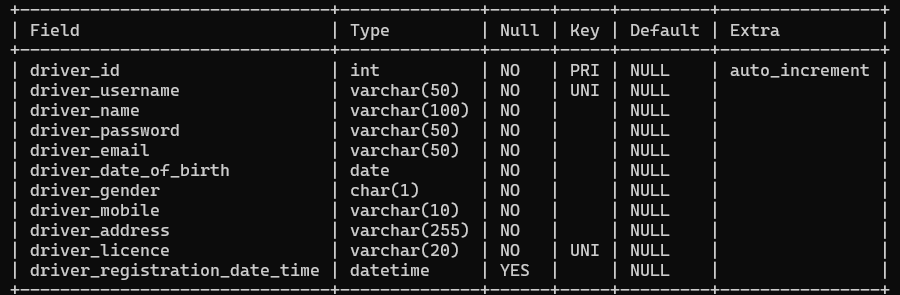 +--------------------------------+--------------+------+-----+---------+----------------+
| Field                          | Type         | Null | Key | Default | Extra          |
+--------------------------------+--------------+------+-----+---------+----------------+
| driver_id                      | int          | NO   | PRI | NULL    | auto_increment |
| driver_username                | varchar(50)  | NO   | UNI | NULL    |                |
| driver_name                    | varchar(100) | NO   |     | NULL    |                |
| driver_password                | varchar(50)  | NO   |     | NULL    |                |
| driver_email                   | varchar(50)  | NO   |     | NULL    |                |
| driver_date_of_birth           | date         | NO   |     | NULL    |                |
| driver_gender                  | char(1)      | NO   |     | NULL    |                |
| driver_mobile                  | varchar(10)  | NO   |     | NULL    |                |
| driver_address                 | varchar(255) | NO   |     | NULL    |                |
| driver_licence                 | varchar(20)  | NO   | UNI | NULL    |                |
| driver_registration_date_time  | datetime     | YES  |     | NULL    |                |
+--------------------------------+--------------+------+-----+---------+----------------+